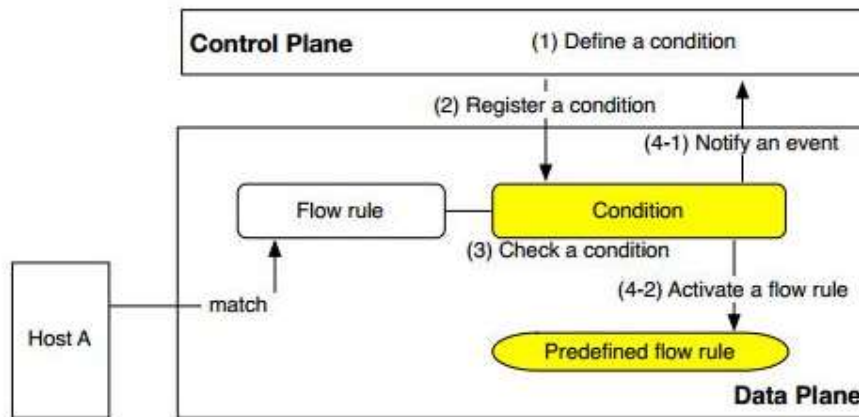 Control Plane
(1) Define a condition
(2) Register a condition
(4-1) Notify an event
Flow rule
Condition
(3) Check a condition
match
(4-2) Activate a flow rule
Host A
Predefined flow rule
Data Plane